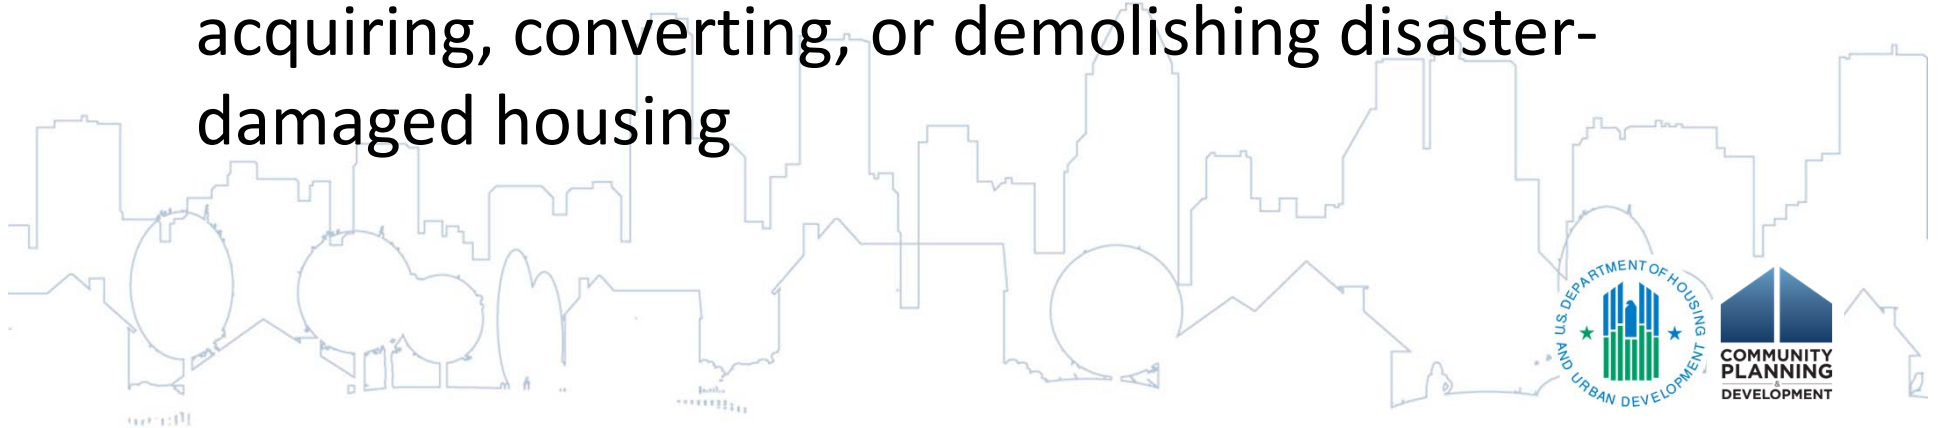 acquiring, converting, or demolishing disaster-
damaged housing
U.S. DEPARTMENT OF HOUSING
AND URBAN DEVELOPMENT
COMMUNITY
PLANNING
&
DEVELOPMENT